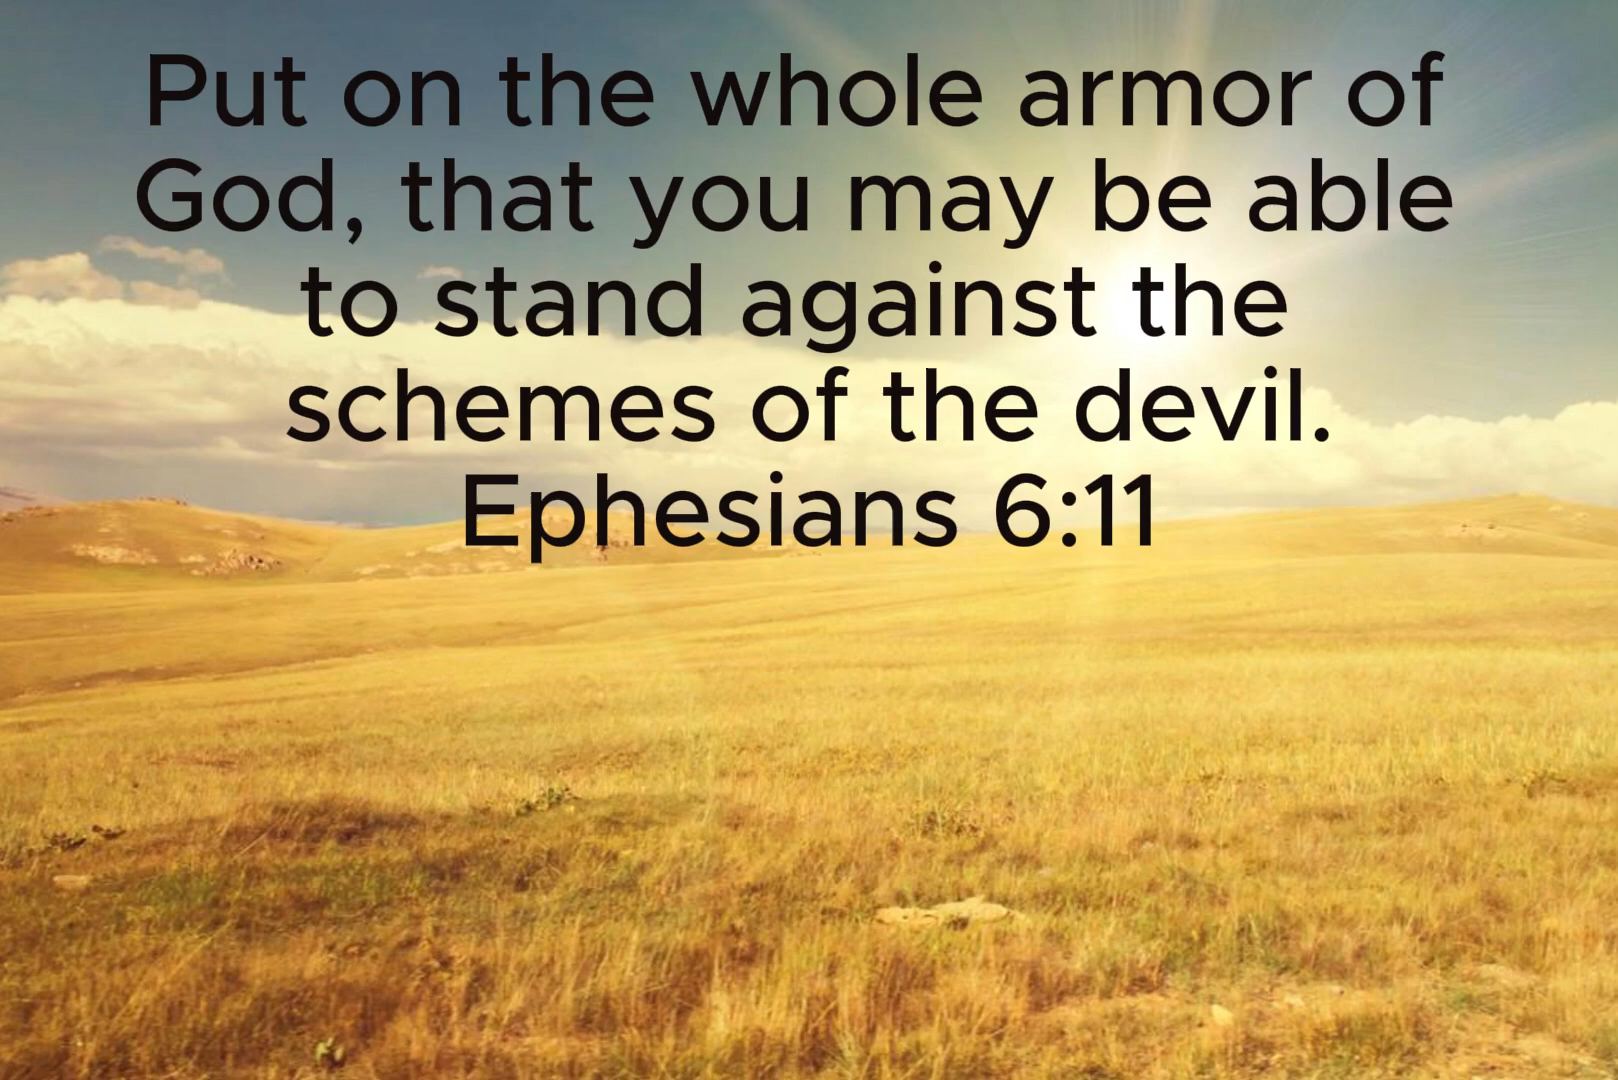 Put on the whole armor of
God, that you may be able
to stand against the
schemes of the devil.
Ephesians 6:11